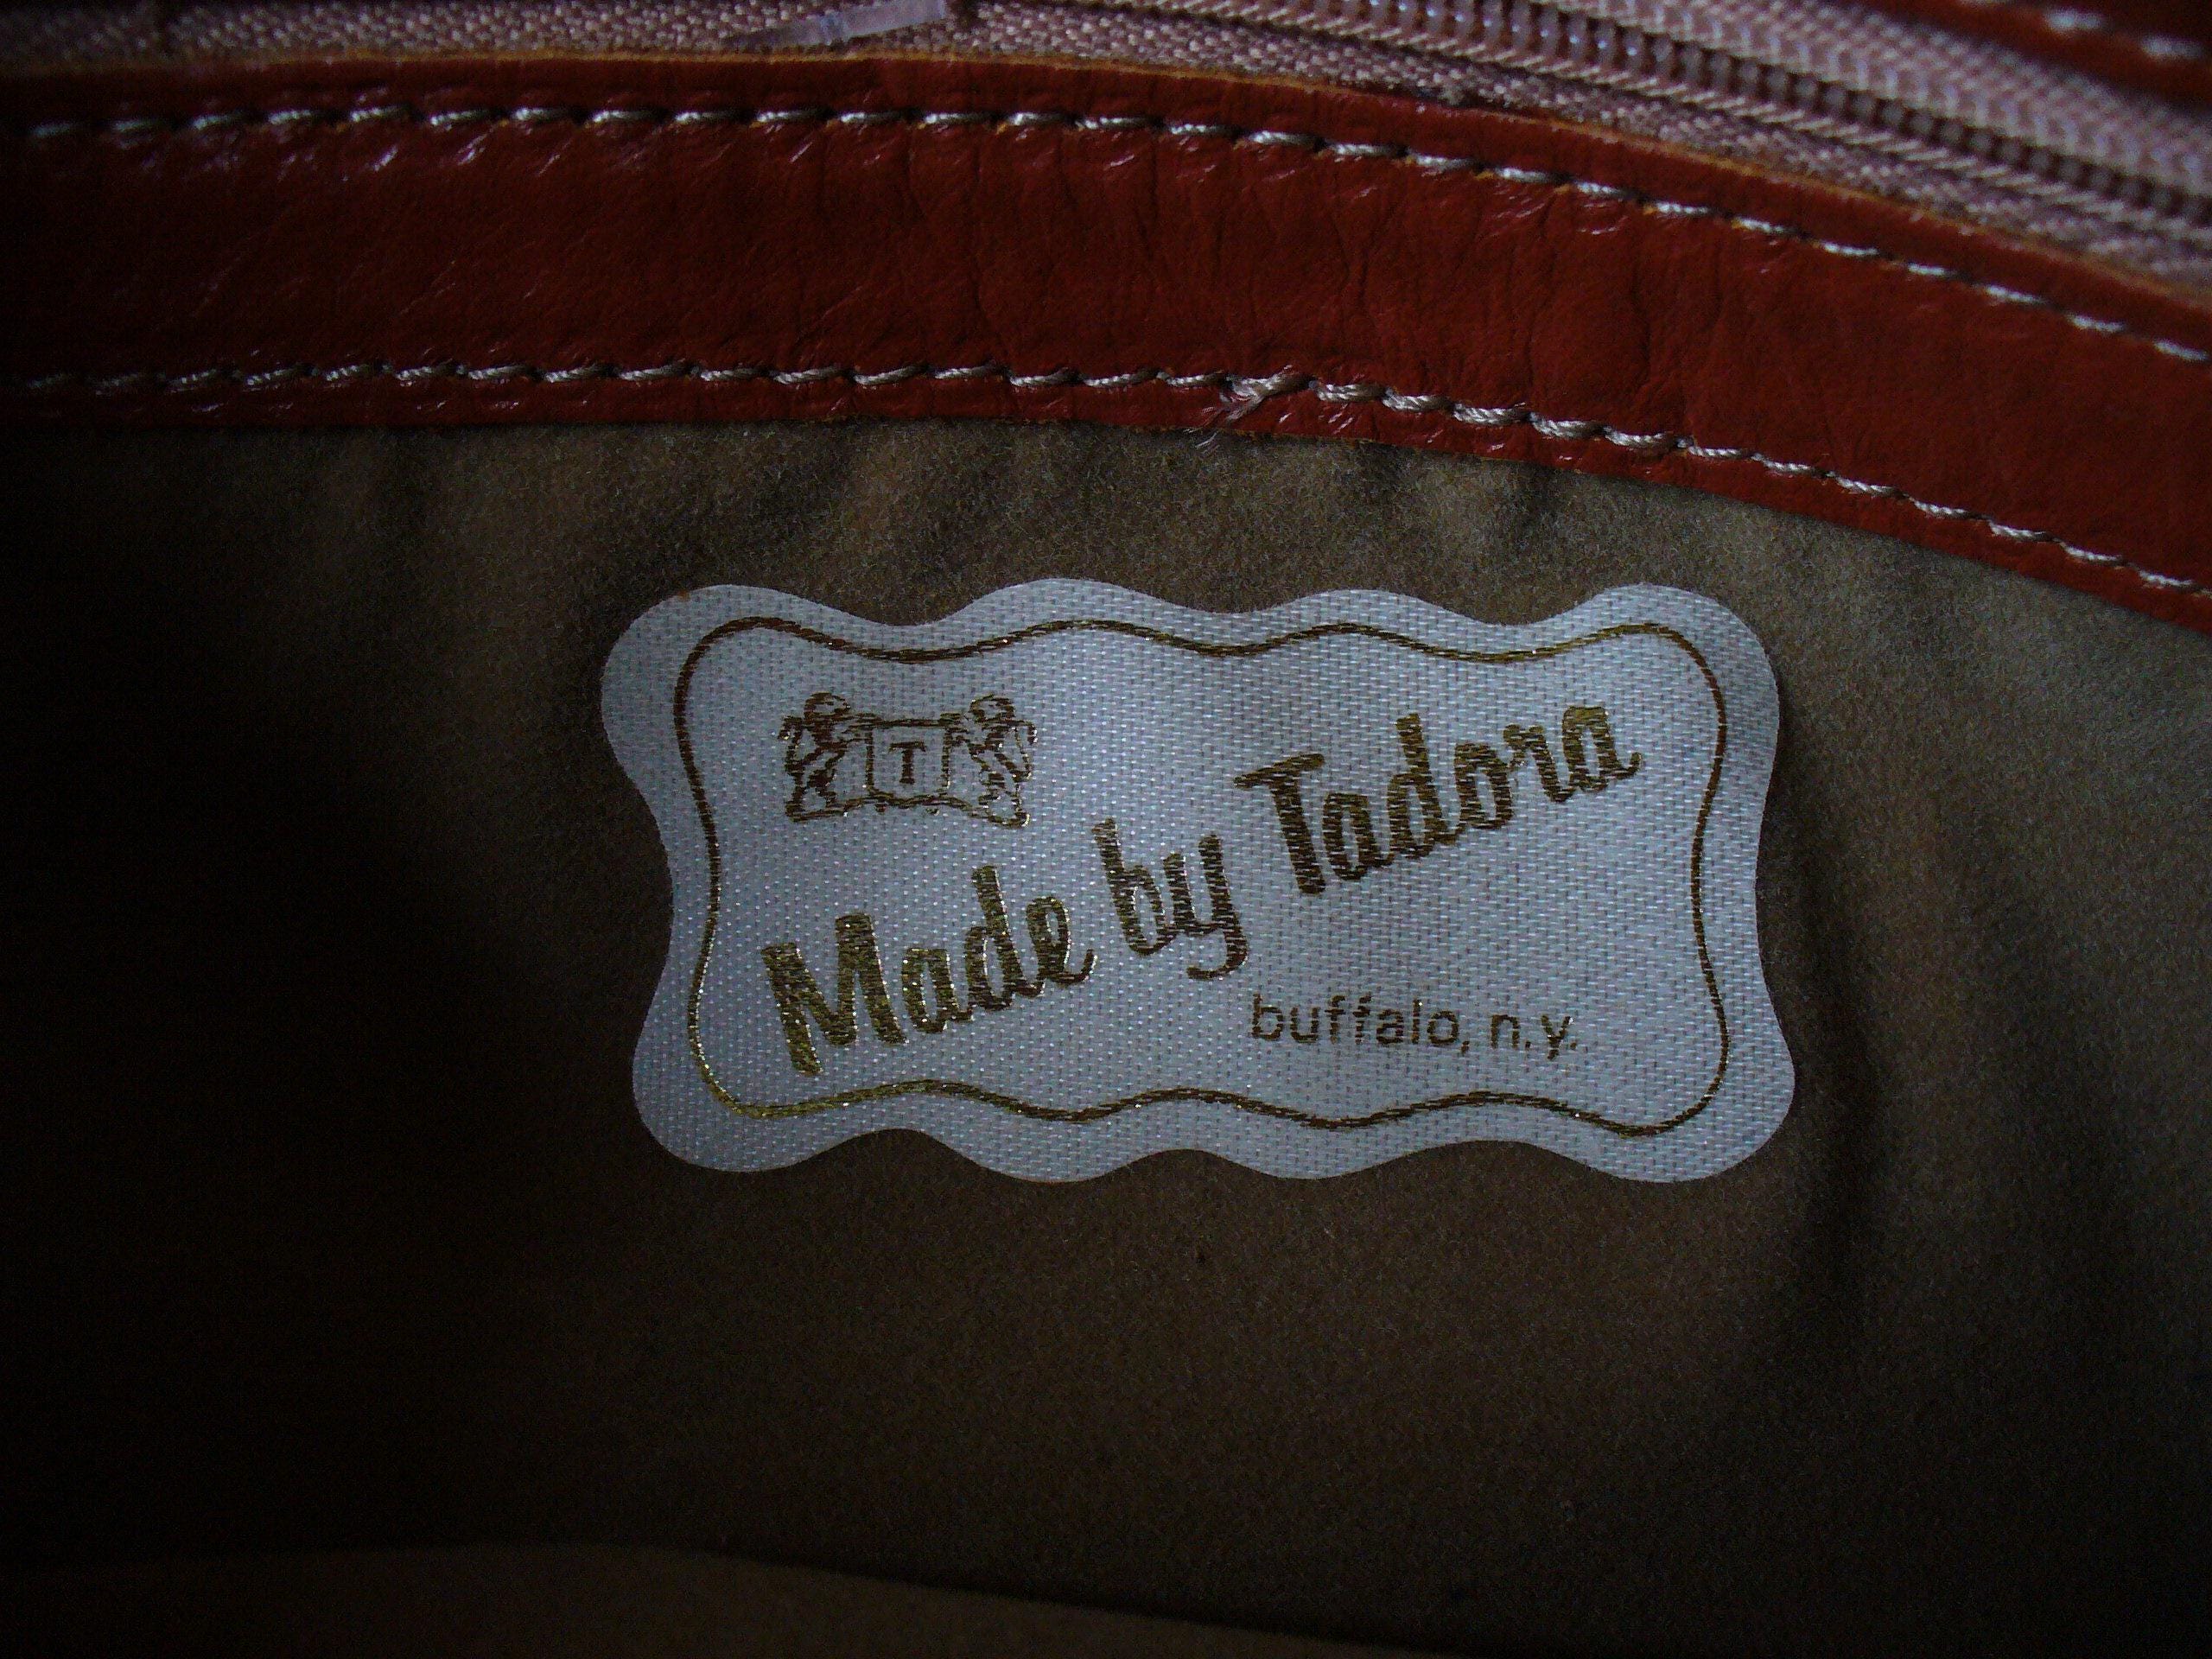 T
Made by Tadora
buffalo, n.y.